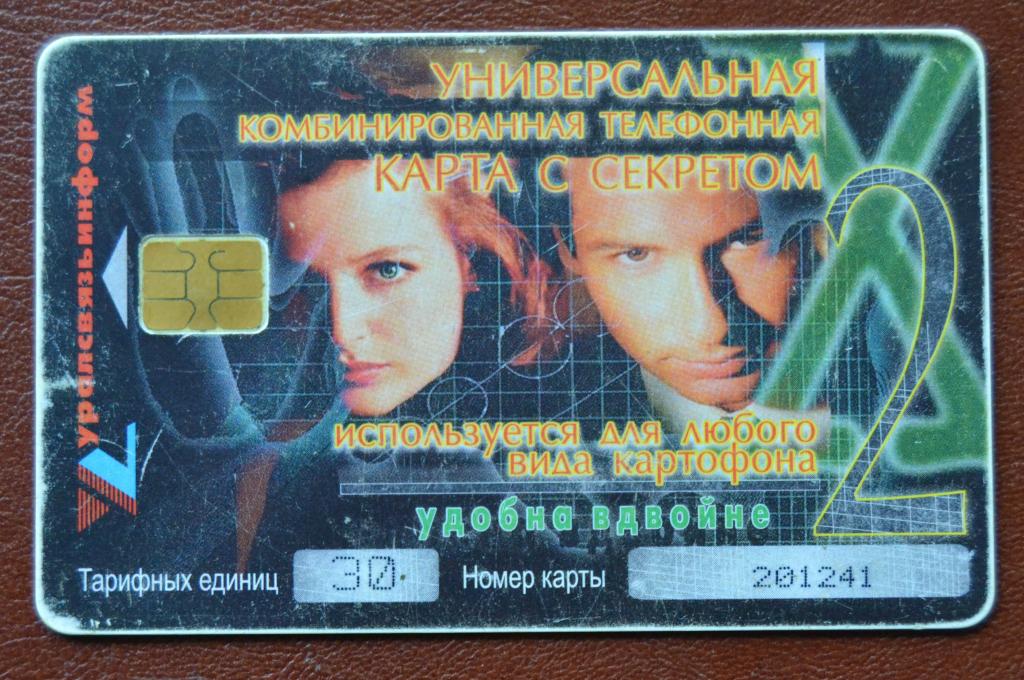 уралсвязьинформ
УНИВЕРСАЛЬНАЯ
КОМБИНИРОВАННАЯ ТЕЛЕФОННАЯ
КАРТА С СЕКРЕТОМ
2
используется для любого
вида картофона
удобна вдвойне
Тарифных единиц 30 Номер карты 201241